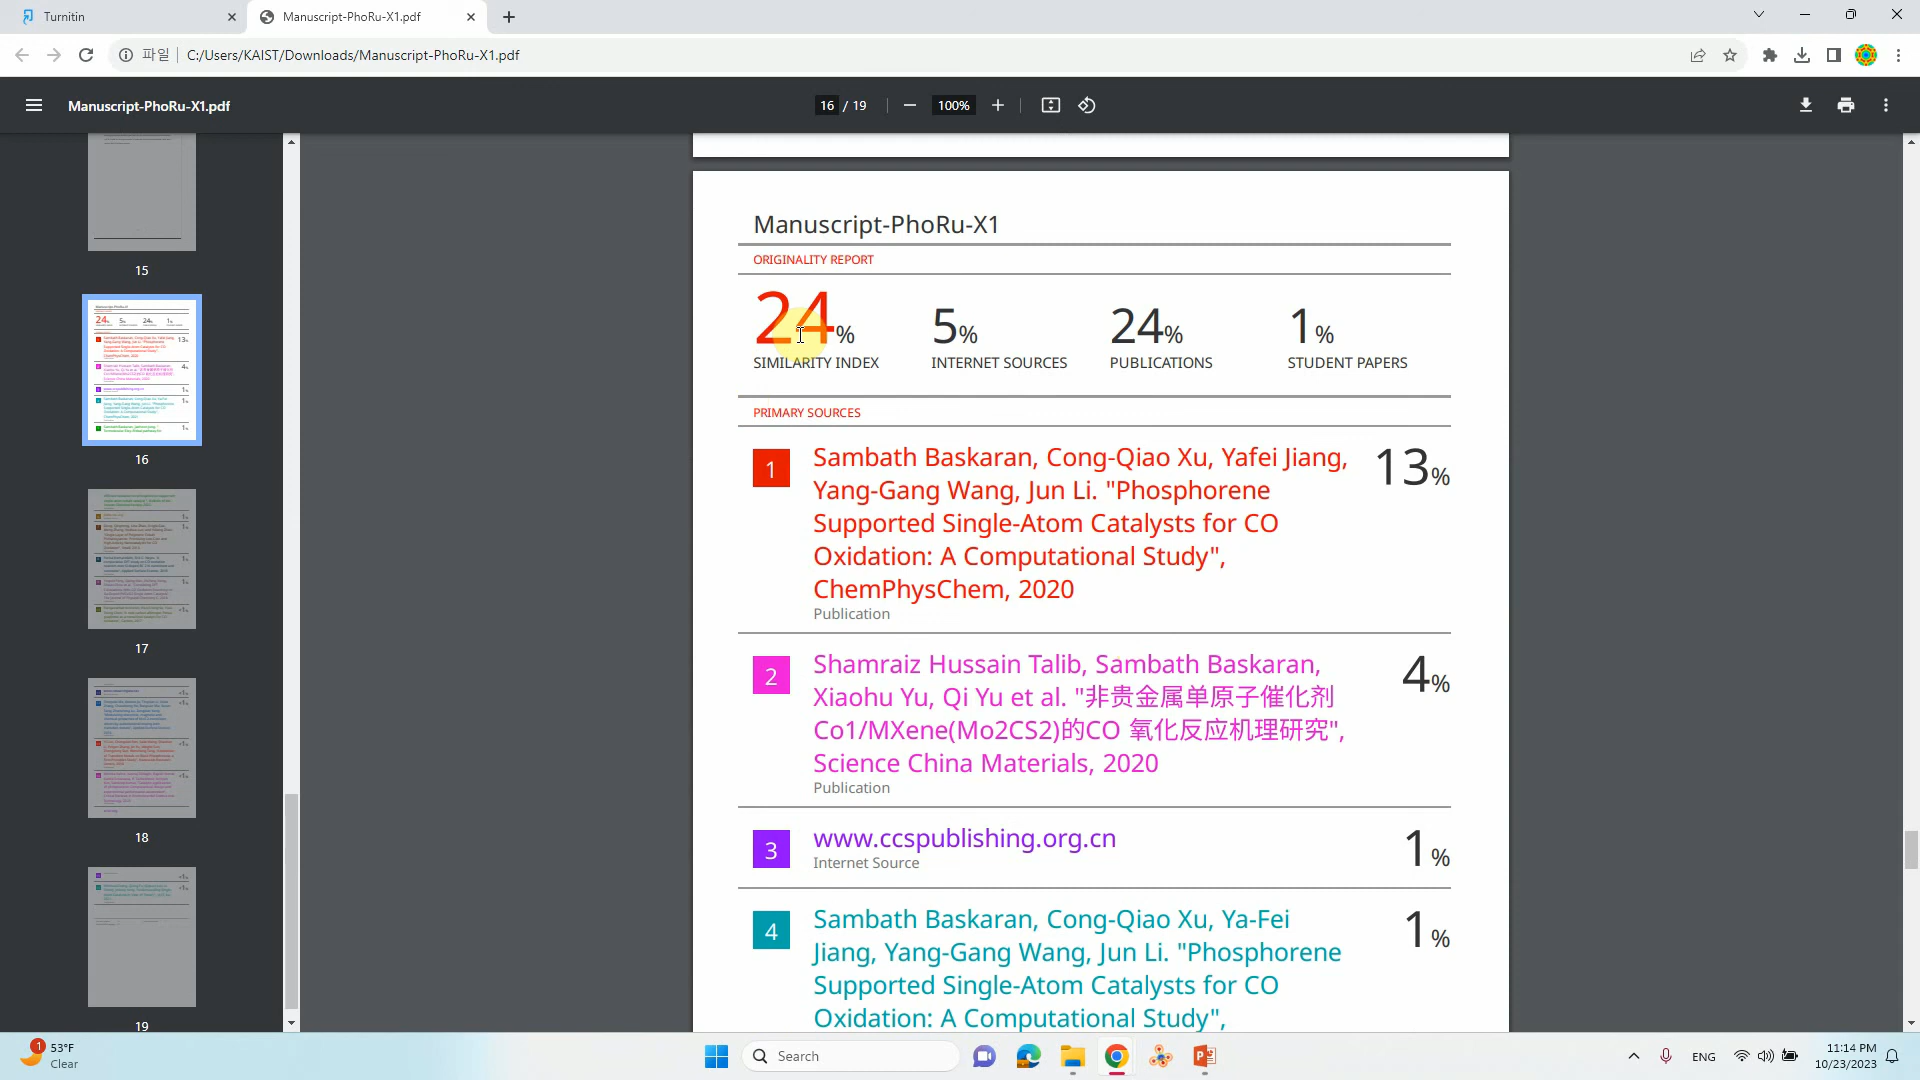 Turnitin
Manuscript-PhoRu-X1.pdf
파일
C:/Users/KAIST/Downloads/Manuscript-PhoRu-X1.pdf
Manuscript-PhoRu-X1.pdf
16 / 19
100%
15
16
17
18
19
Manuscript-PhoRu-X1
ORIGINALITY REPORT
24%
SIMILARITY INDEX
5%
INTERNET SOURCES
24%
PUBLICATIONS
1%
STUDENT PAPERS
PRIMARY SOURCES
1
Sambath Baskaran, Cong-Qiao Xu, Yafei Jiang,
Yang-Gang Wang, Jun Li. "Phosphorene
Supported Single-Atom Catalysts for CO
Oxidation: A Computational Study",
ChemPhysChem, 2020
Publication
13%
2
Shamraiz Hussain Talib, Sambath Baskaran,
Xiaohu Yu, Qi Yu et al. "非贵金属单原子催化剂
Co1/MXene(Mo2CS2)的CO 氧化反应机理研究",
Science China Materials, 2020
Publication
4%
3
www.ccspublishing.org.cn
Internet Source
1%
4
Sambath Baskaran, Cong-Qiao Xu, Ya-Fei
Jiang, Yang-Gang Wang, Jun Li. "Phosphorene
Supported Single-Atom Catalysts for CO
Oxidation: A Computational Study",
1%
1
53°F
Clear
Search
ENG
11:14 PM
10/23/2023